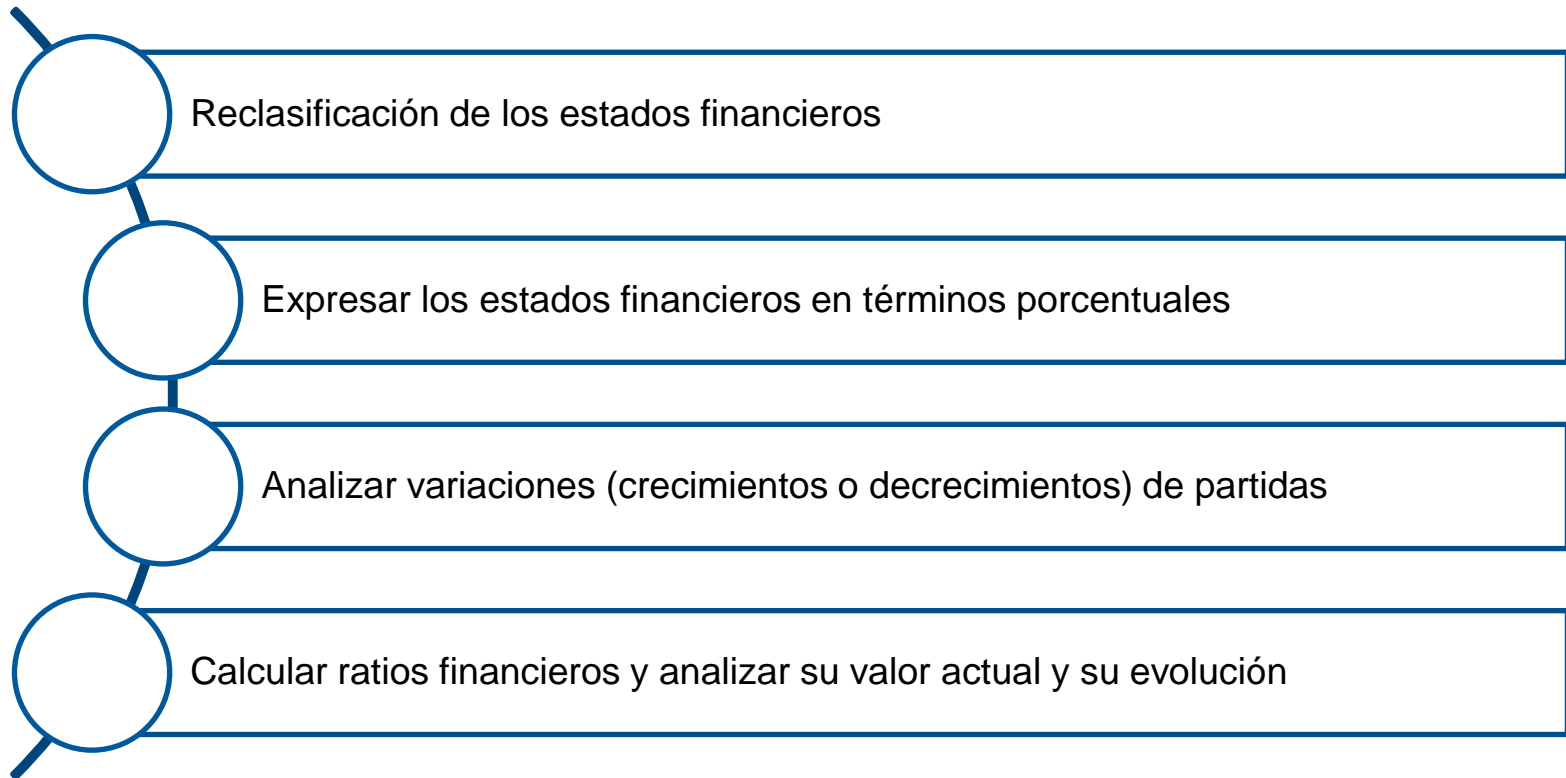 Reclasificación de los estados financieros
Expresar los estados financieros en términos porcentuales
Analizar variaciones (crecimientos o decrecimientos) de partidas
Calcular ratios financieros y analizar su valor actual y su evolución